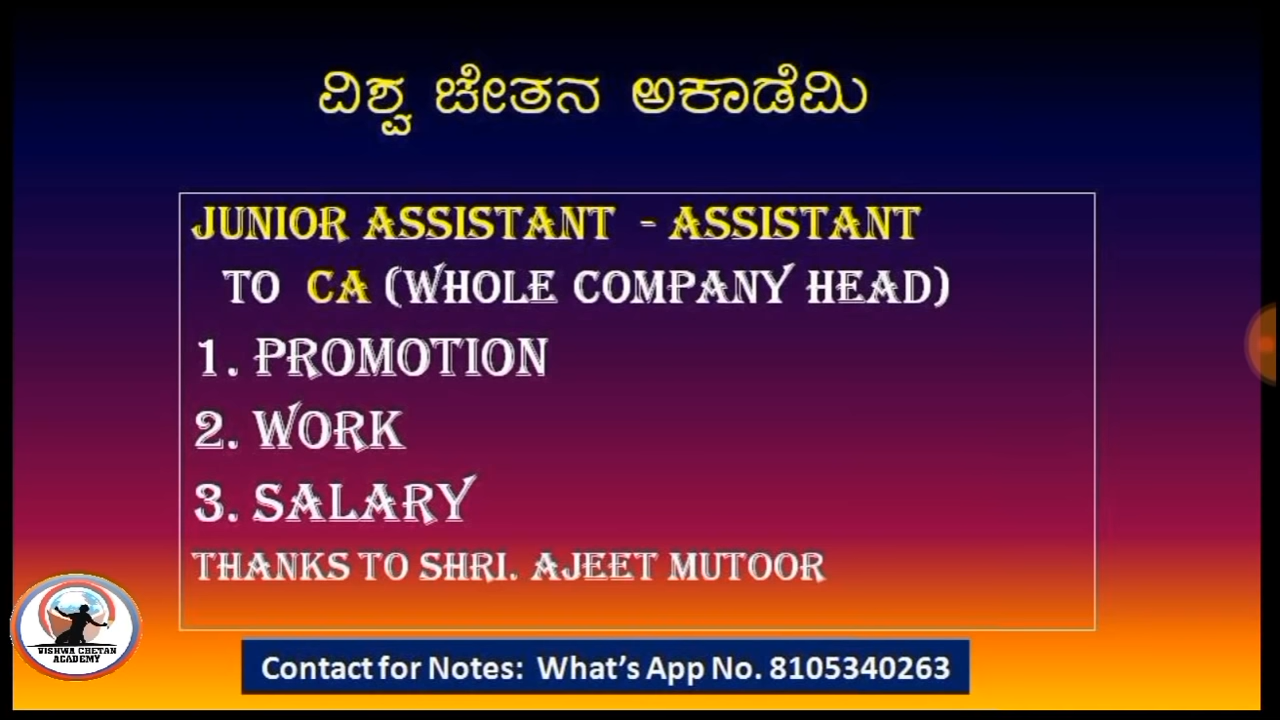 ವಿಶ್ವ ಚೇತನ ಅಕಾಡೆಮಿ
JUNIOR ASSISTANT - ASSISTANT
TO CA (WHOLE COMPANY HEAD)
1. PROMOTION
2. WORK
3. SALARY
THANKS TO SHRI. AJEET MUTOOR
VISHWA CHETAN
ACADEMY
Contact for Notes: What's App No. 8105340263